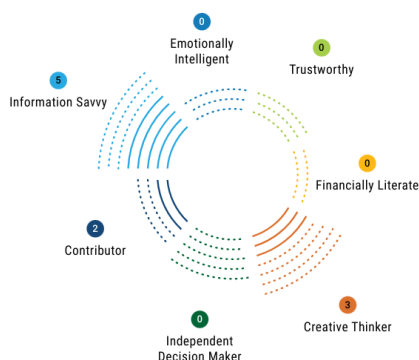 0
Emotionally
Intelligent
0
Trustworthy
5
Information Savvy
0
Financially Literate
2
Contributor
3
Creative Thinker
0
Independent
Decision Maker